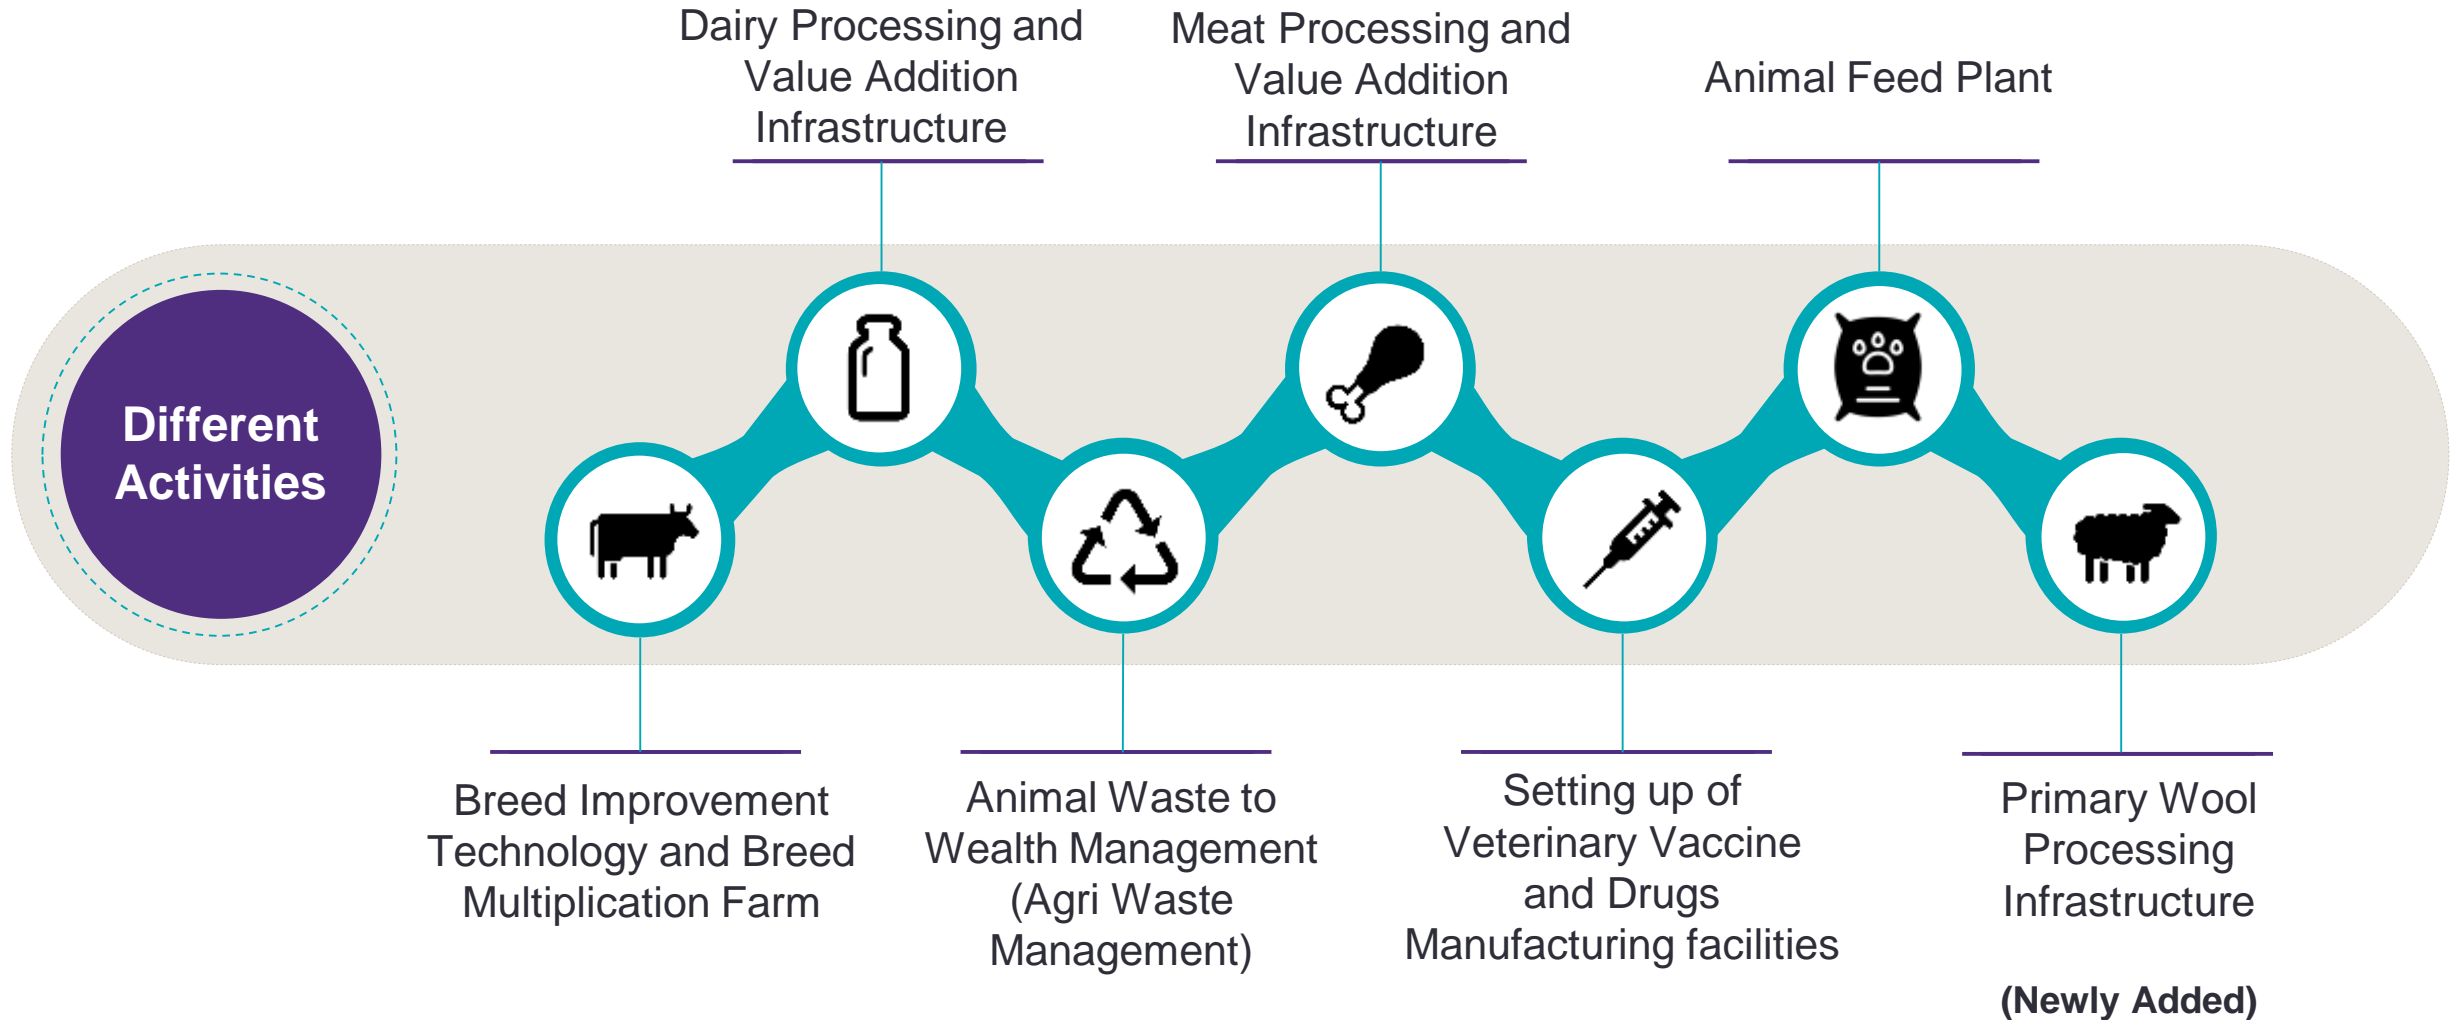 Dairy Processing and
Value Addition
Infrastructure
Meat Processing and
Value Addition
Infrastructure
Animal Feed Plant
Different
Activities
Breed Improvement
Technology and Breed
Multiplication Farm
Animal Waste to
Wealth Management
(Agri Waste
Management)
Setting up of
Veterinary Vaccine
and Drugs
Manufacturing facilities
Primary Wool
Processing
Infrastructure
(Newly Added)